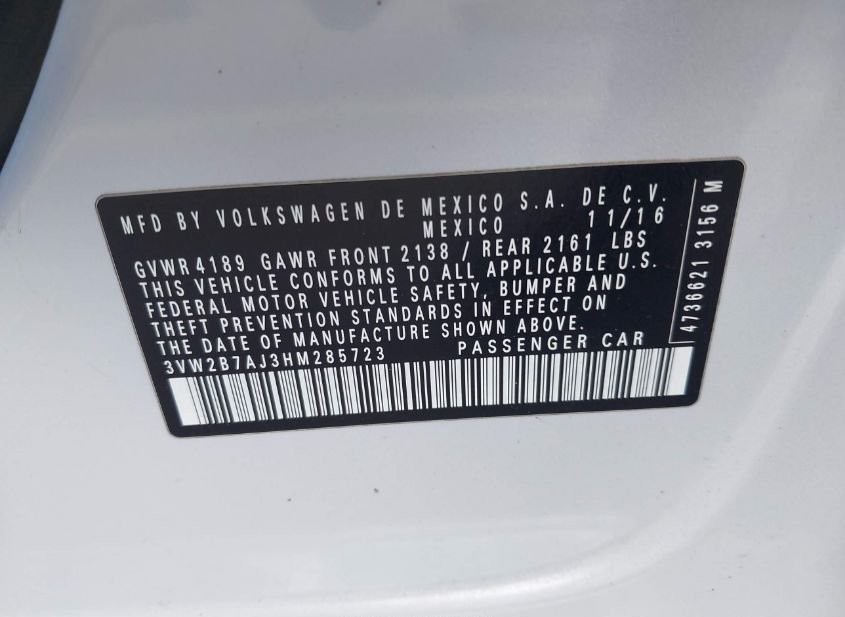 MFD BY VOLKSWAGEN DE MEXICO S.A. DE C.V.
MEXICO 11/16
GVWR 4189 GAWR FRONT 2138 / REAR 2161 LBS
THIS VEHICLE CONFORMS TO ALL APPLICABLE U.S.
FEDERAL MOTOR VEHICLE SAFETY, BUMPER AND
THEFT PREVENTION STANDARDS IN EFFECT ON
THE DATE OF MANUFACTURE SHOWN ABOVE.
3VW2B7AJ3HM285723 PASSENGER CAR
4736621 3156 M